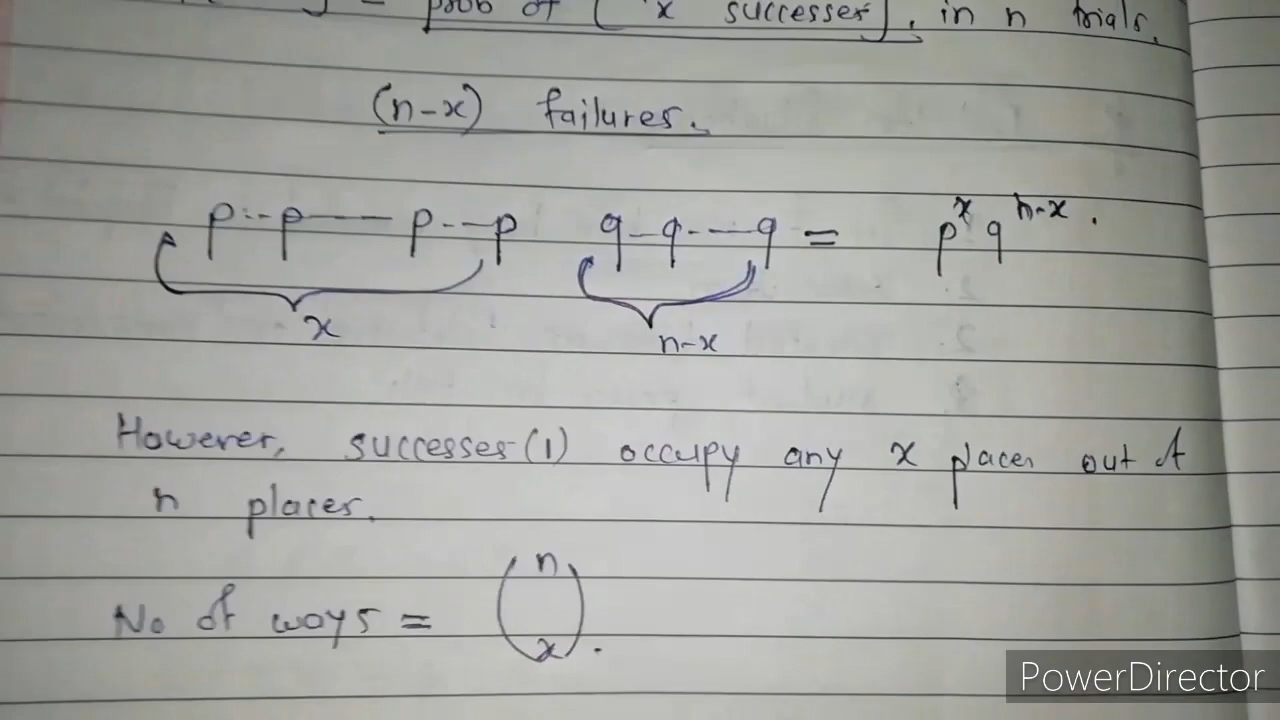 prob of [ x successes], in n trials.
(n-x) failures.
p--p---- p---p q-q----q = p^x q^n-x.
x
n-x
However, successes (1) occupy any x places out of
n places.
No of ways = (n
x).
PowerDirector